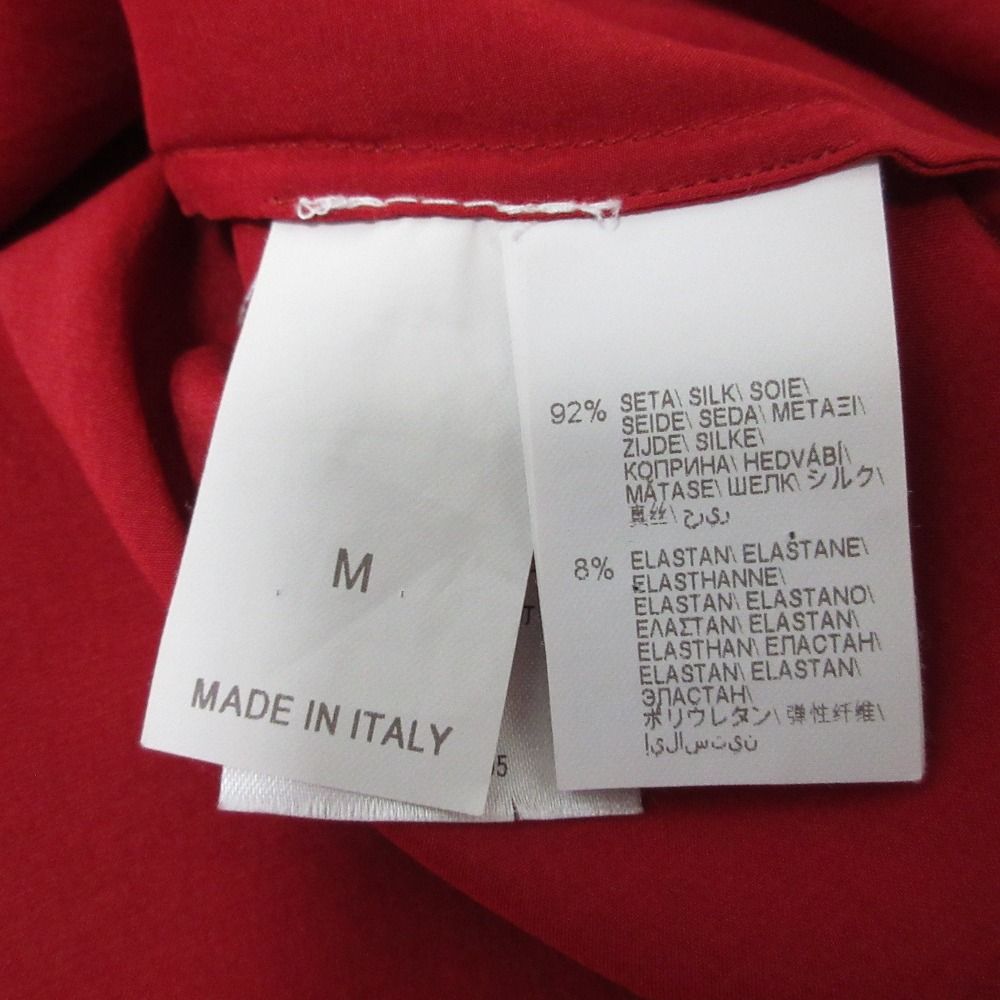 M
MADE IN ITALY
92% SETA\ SILK\ SOIE\
SEIDE\ SEDA\ ΜΕΤΑΞΙ\
ZIJDE\ SILKE\
КОПРИНА\ HEDVÁBÍ\
MĂTASE\ ШЕЛК\ シルク\
真丝\ حرير
8% ELASTAN\ ELASTANE\
ELASTHANNE\
ELASTAN\ ELASTANO\
ΕΛΑΣΤΑΝ\ ELASTAN\
ELASTHAN\ ЕЛАСТАН\
ELASTAN\ ELASTAN\
ЭЛАСТАН\
ポリウレタン\ 弹性纤维\
إيلاستين\